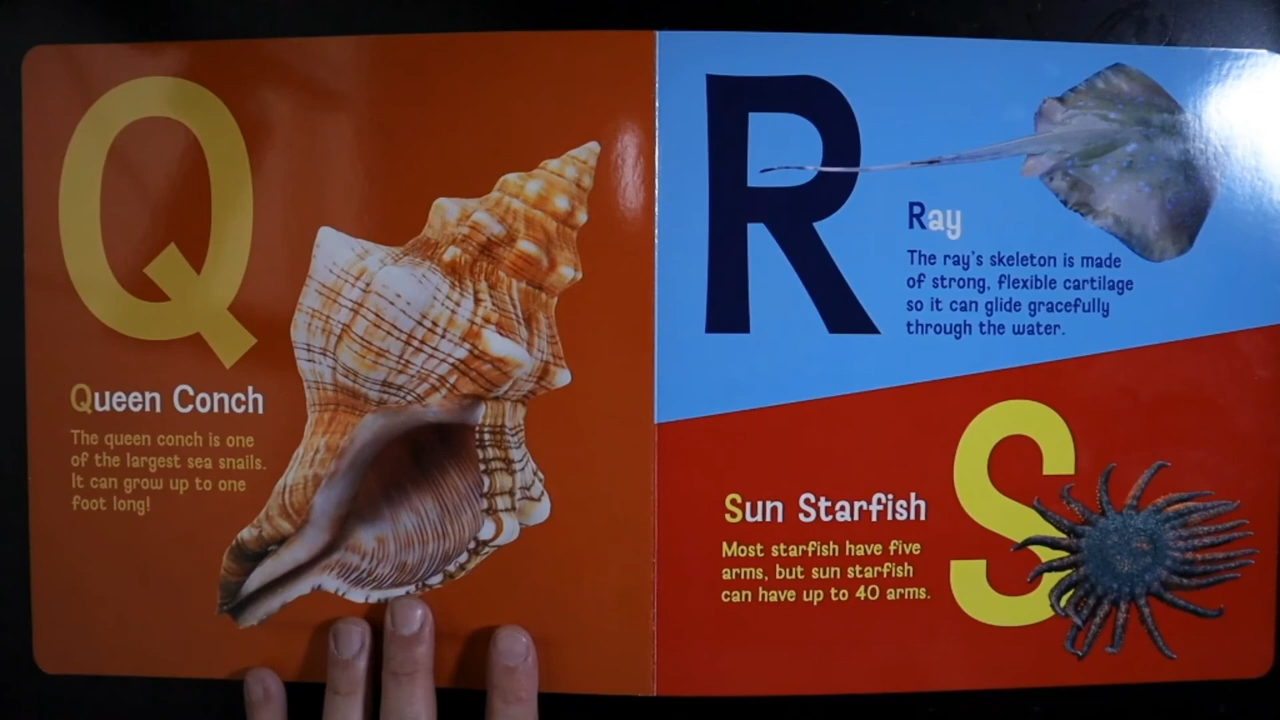 Q
Queen Conch
The queen conch is one
of the largest sea snails.
It can grow up to one
foot long!
R
Ray
The ray's skeleton is made
of strong, flexible cartilage
so it can glide gracefully
through the water.
S
Sun Starfish
Most starfish have five
arms, but sun starfish
can have up to 40 arms.